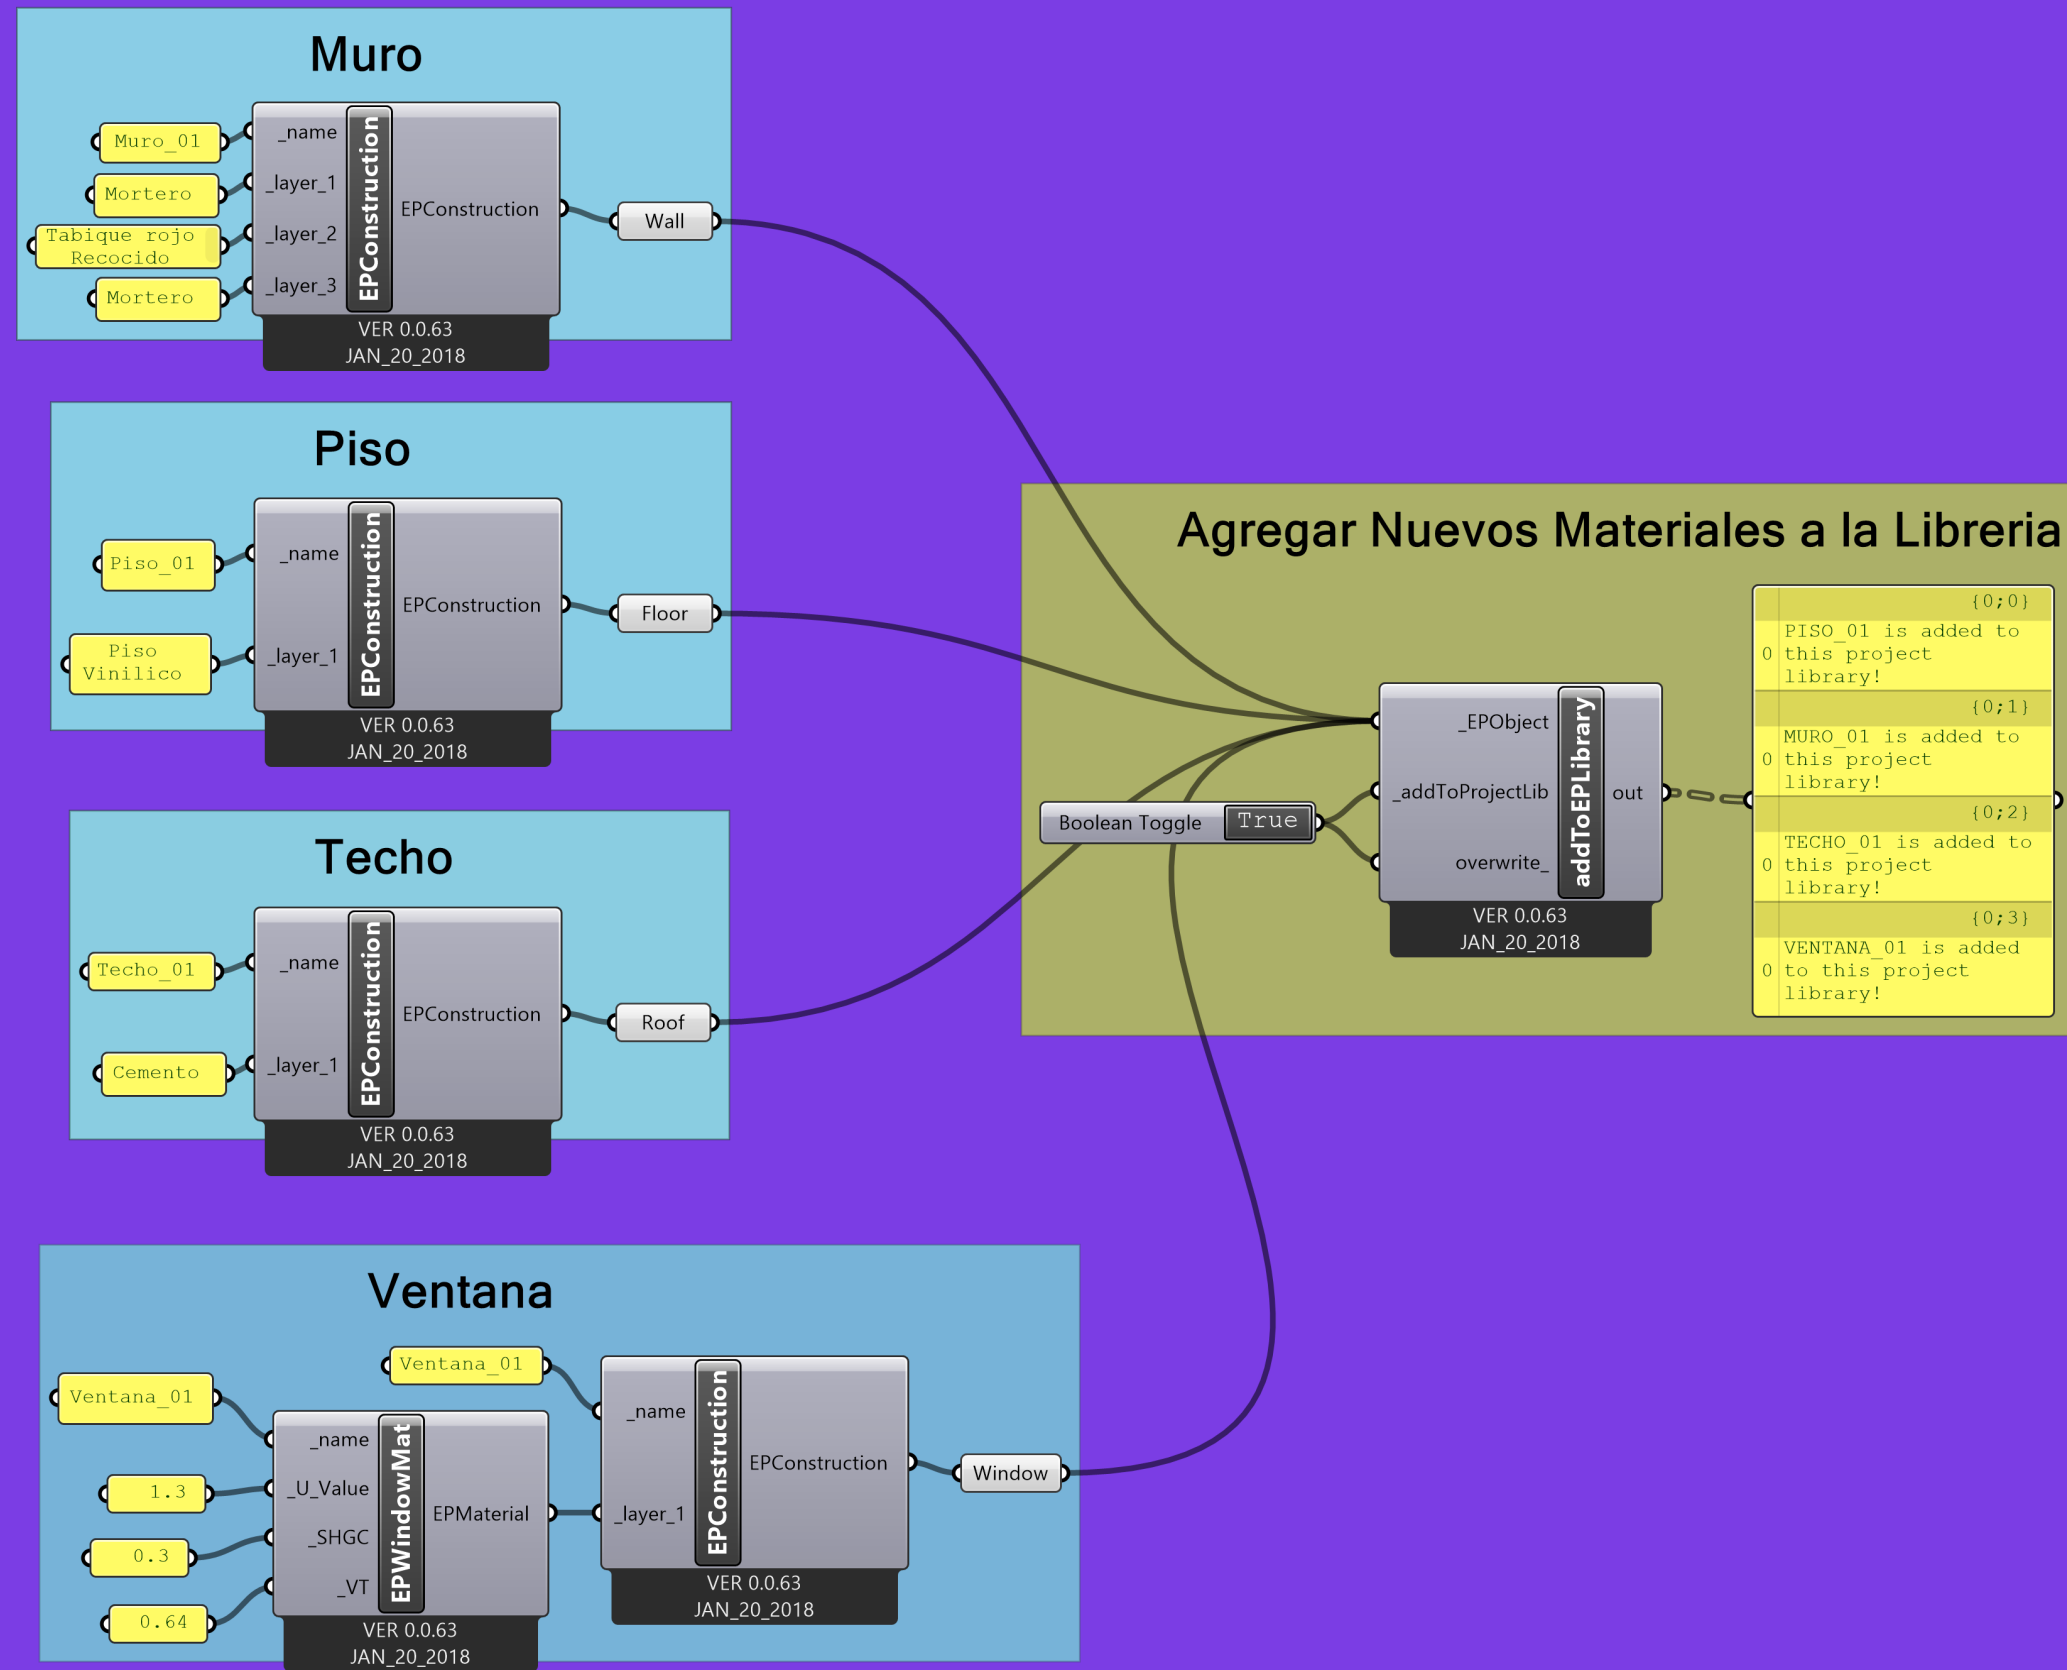 Muro
Muro_01
Mortero
Tabique rojo
Recocido
Mortero
_name
_layer_1
_layer_2
_layer_3
EPConstruction
EPConstruction
VER 0.0.63
JAN_20_2018
Wall
Piso
Piso_01
Piso
Vinilico
_name
_layer_1
EPConstruction
EPConstruction
VER 0.0.63
JAN_20_2018
Floor
Techo
Techo_01
Cemento
_name
_layer_1
EPConstruction
EPConstruction
VER 0.0.63
JAN_20_2018
Roof
Ventana
Ventana_01
1.3
0.3
0.64
_name
_U_Value
_SHGC
_VT
EPWindowMat
EPMaterial
VER 0.0.63
JAN_20_2018
Ventana_01
_name
_layer_1
EPConstruction
EPConstruction
VER 0.0.63
JAN_20_2018
Window
Agregar Nuevos Materiales a la Libreria
Boolean Toggle True
_EPObject
_addToProjectLib
overwrite_
addToEPLibrary
out
VER 0.0.63
JAN_20_2018
{0;0}
PISO_01 is added to
0 this project
library!
{0;1}
MURO_01 is added to
0 this project
library!
{0;2}
TECHO_01 is added to
0 this project
library!
{0;3}
VENTANA_01 is added
0 to this project
library!